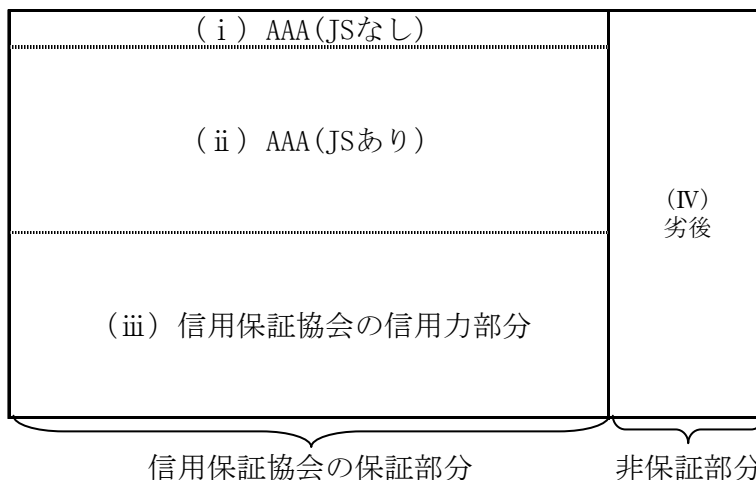 (ⅰ) AAA(JSなし)
(ⅱ) AAA(JSあり)
(Ⅳ)
劣後
(ⅲ) 信用保証協会の信用力部分
信用保証協会の保証部分
非保証部分